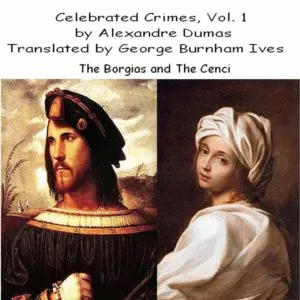 Celebrated Crimes, Vol. 1
by Alexandre Dumas
Translated by George Burnham Ives
The Borgias and The Cenci